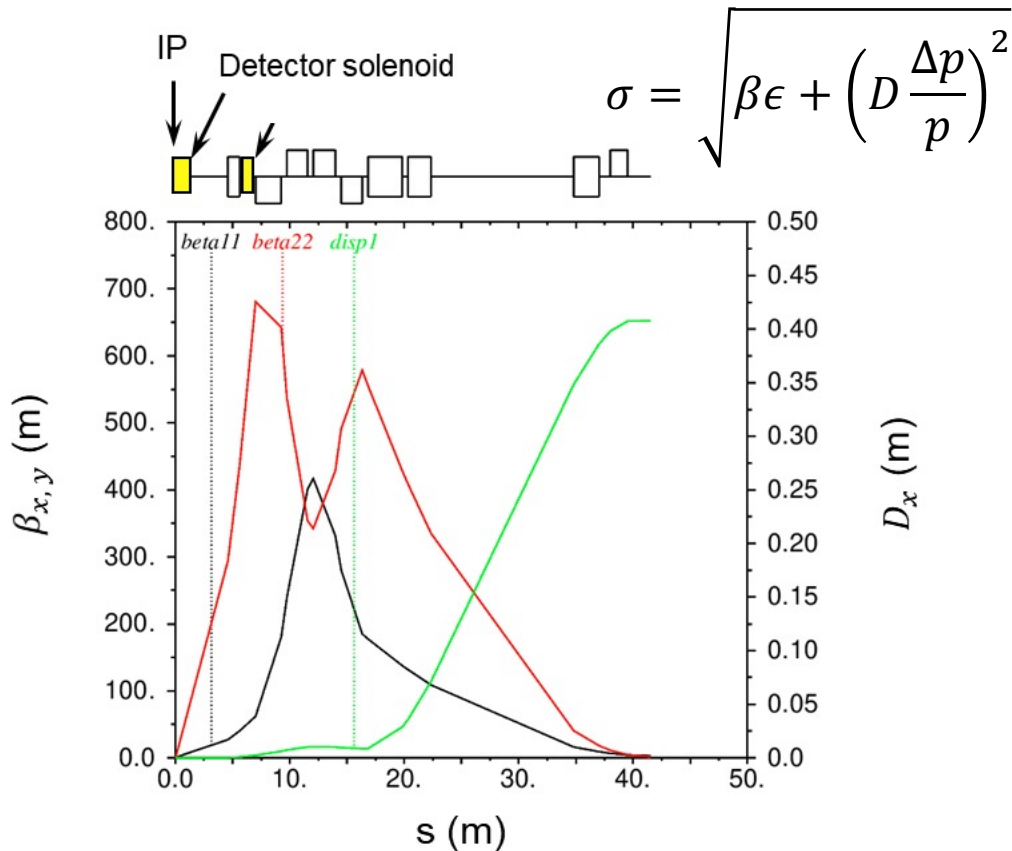 IP
Detector solenoid
σ = √(βϵ + (D Δp/p)²)
800.
700.
600.
500.
400.
300.
200.
100.
0.0
beta11 beta22 disp1
0.50
0.45
0.40
0.35
0.30
0.25
0.20
0.15
0.10
0.05
0.0
β_{x,y} (m)
D_x (m)
0.0 10. 20. 30. 40. 50.
s (m)